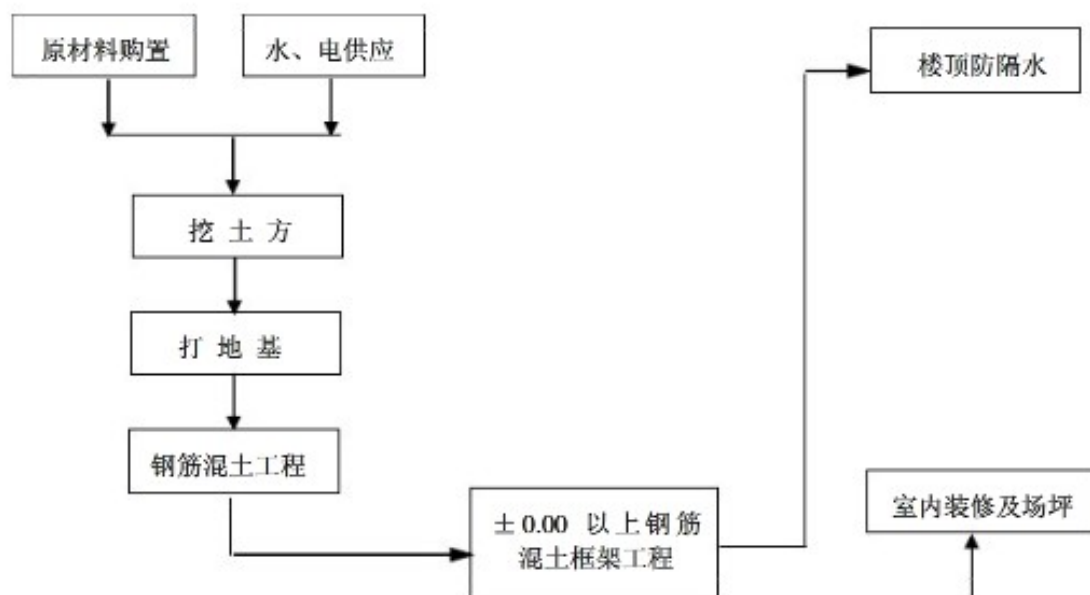 原材料购置
水、电供应
楼顶防隔水
挖 土 方
打 地 基
钢筋混土工程
室内装修及场坪
±0.00 以上钢筋
混土框架工程